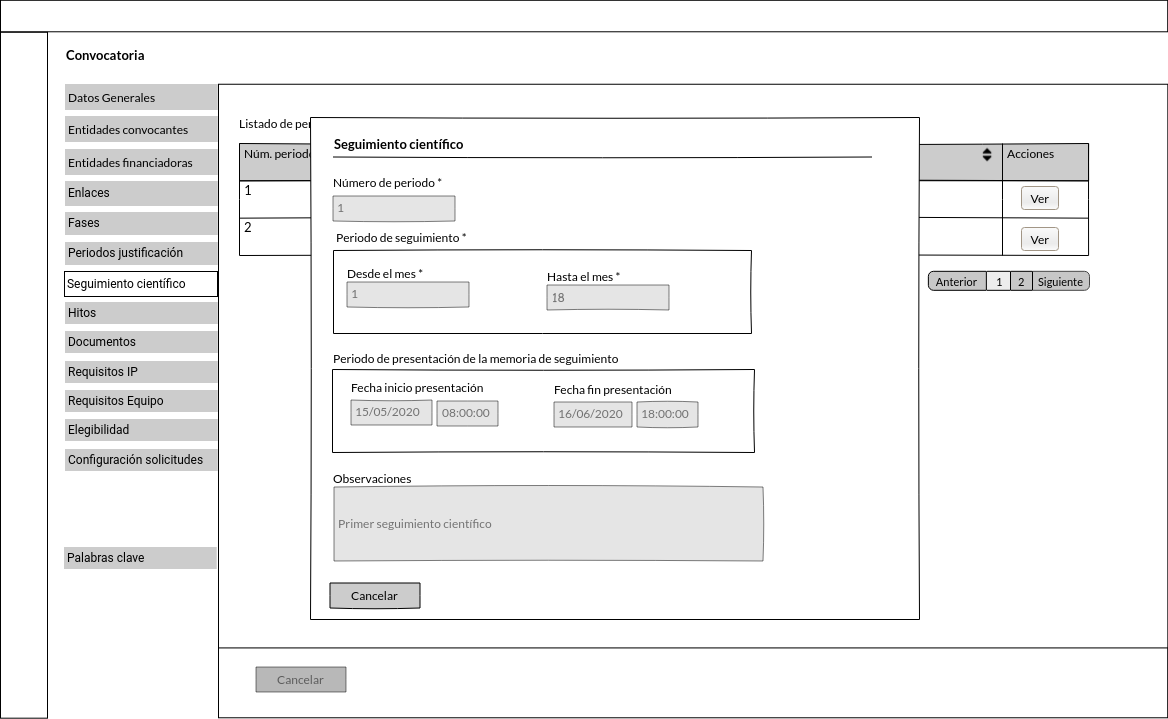 Convocatoria
Datos Generales
Entidades convocantes
Entidades financiadoras
Enlaces
Fases
Periodos justificación
Seguimiento científico
Hitos
Documentos
Requisitos IP
Requisitos Equipo
Elegibilidad
Configuración solicitudes
Palabras clave
Listado de per
Núm. periodo
Acciones
1
Ver
2
Ver
Anterior 1 2 Siguiente
Seguimiento científico
Número de periodo *
1
Periodo de seguimiento *
Desde el mes *
Hasta el mes *
1
18
Periodo de presentación de la memoria de seguimiento
Fecha inicio presentación
Fecha fin presentación
15/05/2020 08:00:00
16/06/2020 18:00:00
Observaciones
Primer seguimiento científico
Cancelar
Cancelar